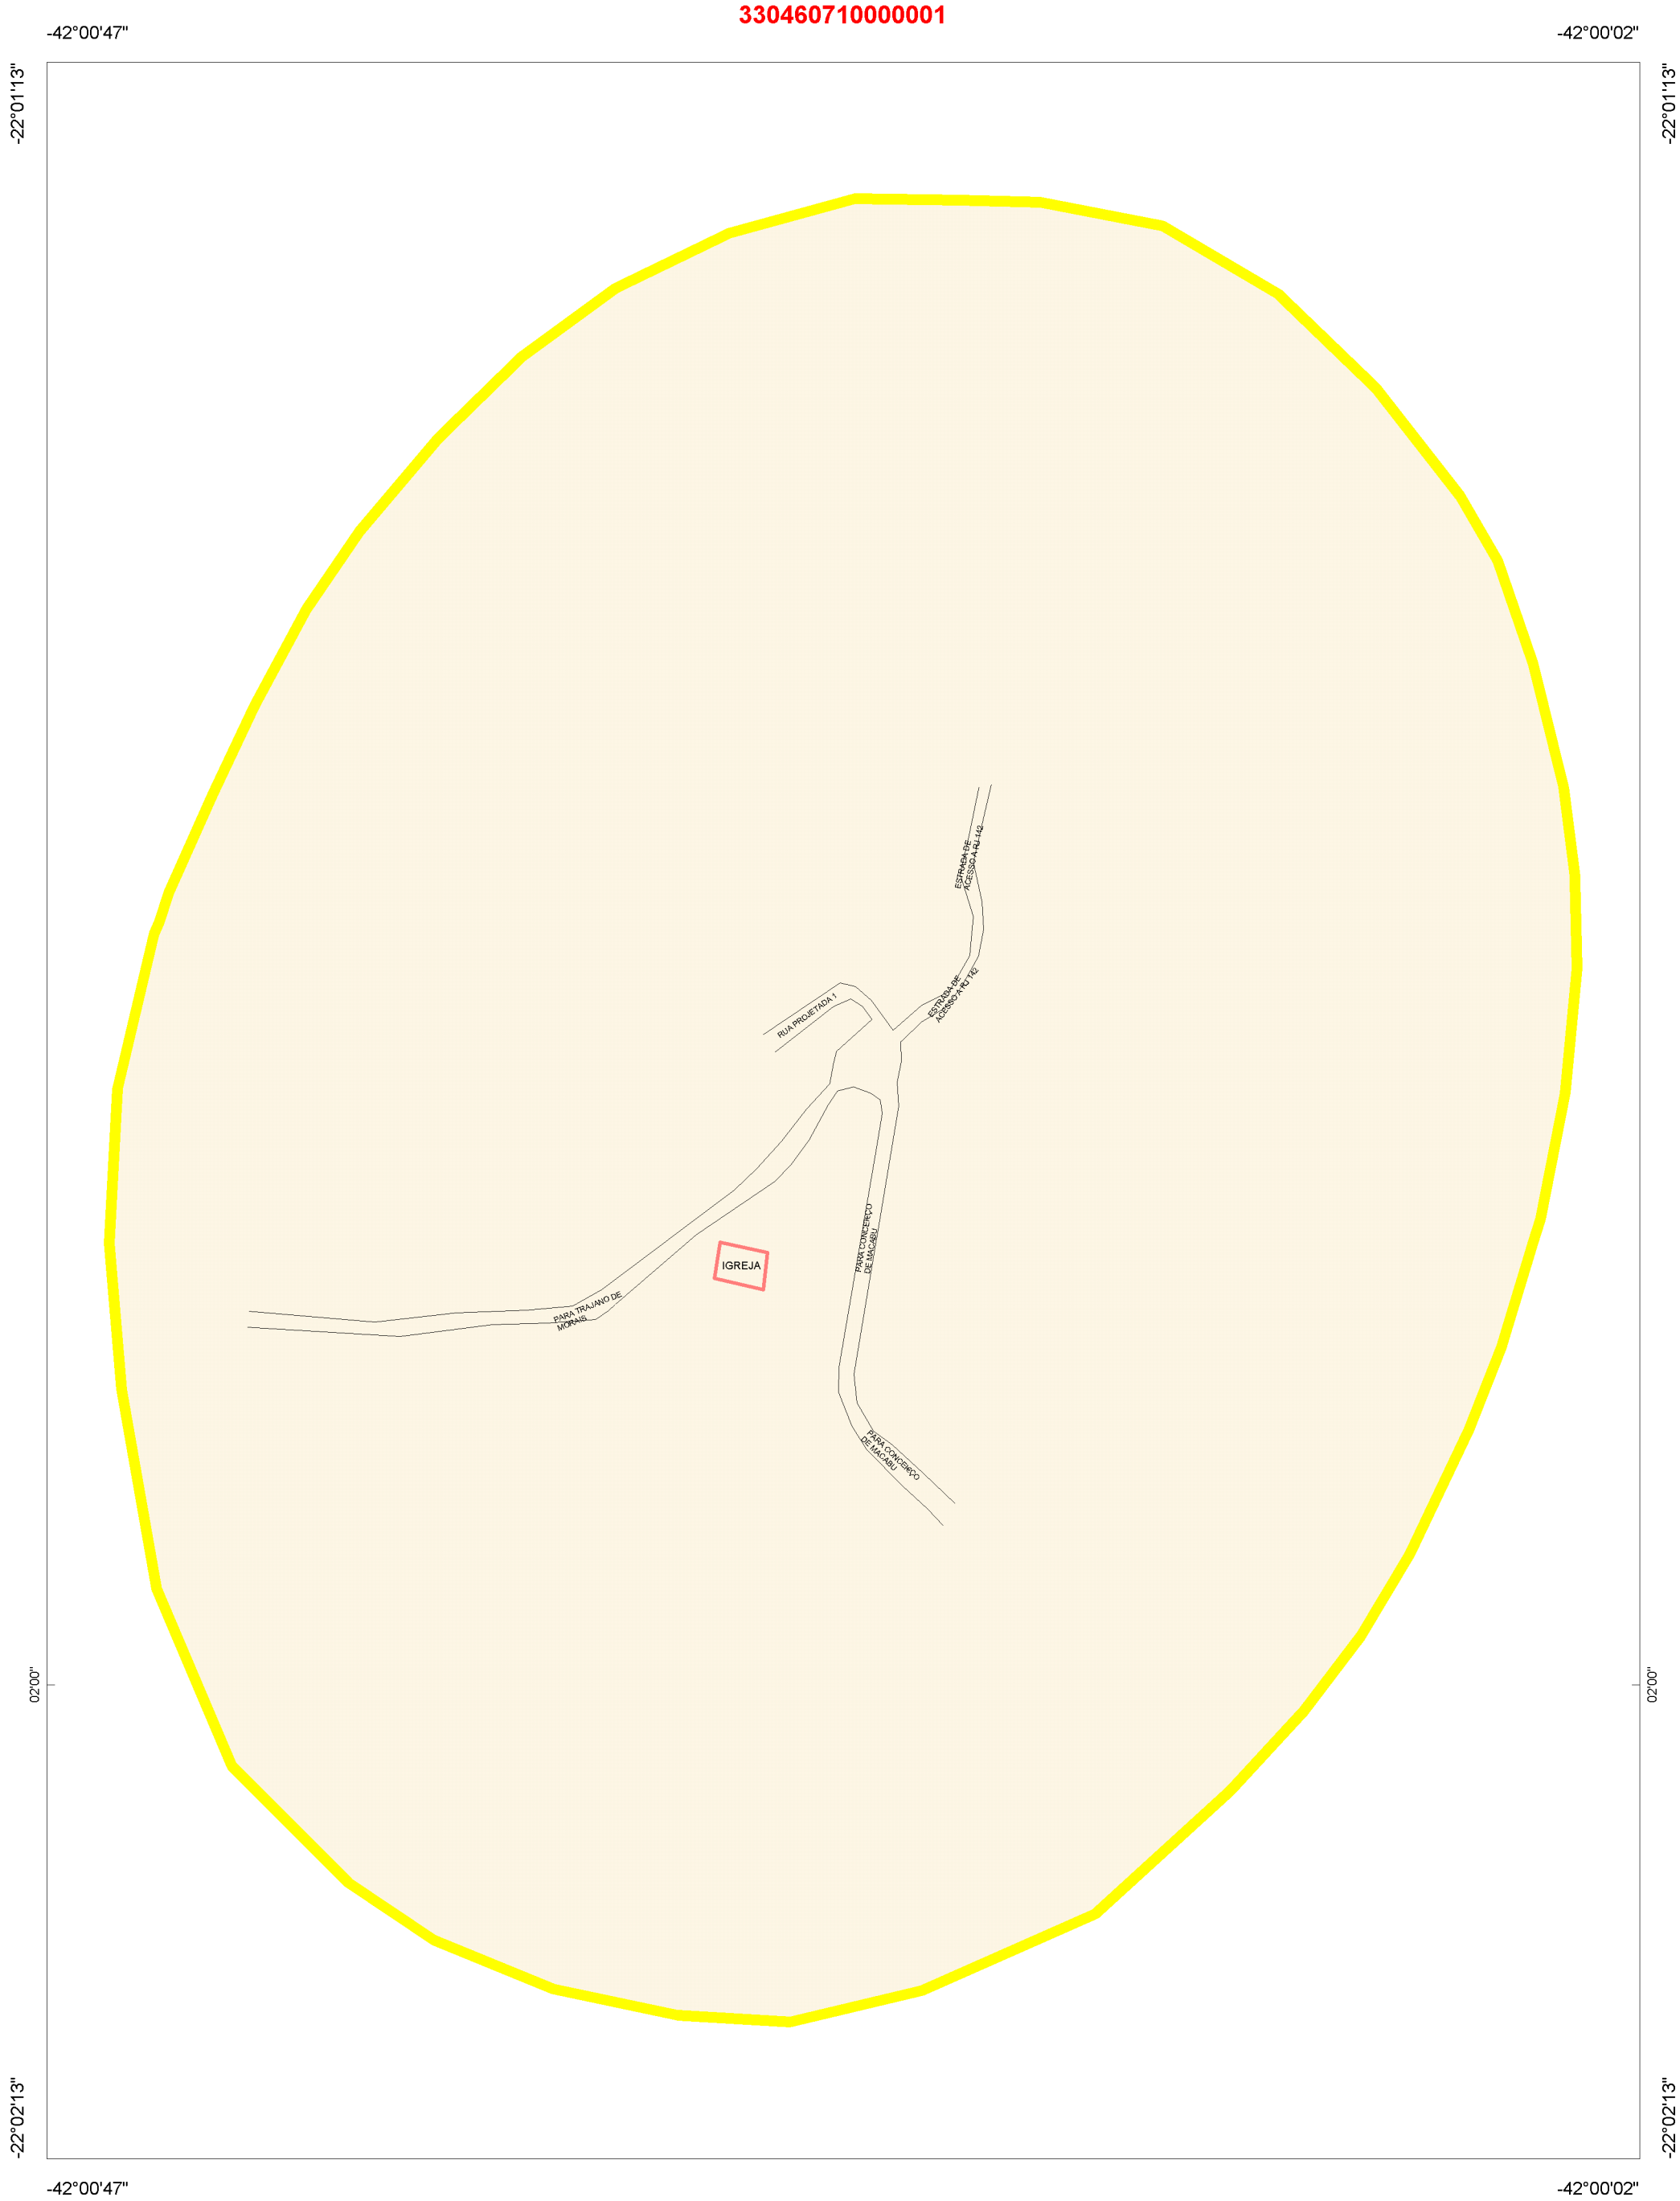 330460710000001
-42°00'47"
-42°00'02"
-22°01'13"
-22°01'13"
ESTRADA DE
ACESSO A RJ 142
ESTRADA DE
ACESSO A RJ 142
RUA PROJETADA 1
PARA CONCEIÇO
DE MACABU
IGREJA
PARA TRAJANO DE
MORAIS
PARA CONCEIÇO
DE MACABU
02'00"
02'00"
-22°02'13"
-22°02'13"
-42°00'47"
-42°00'02"